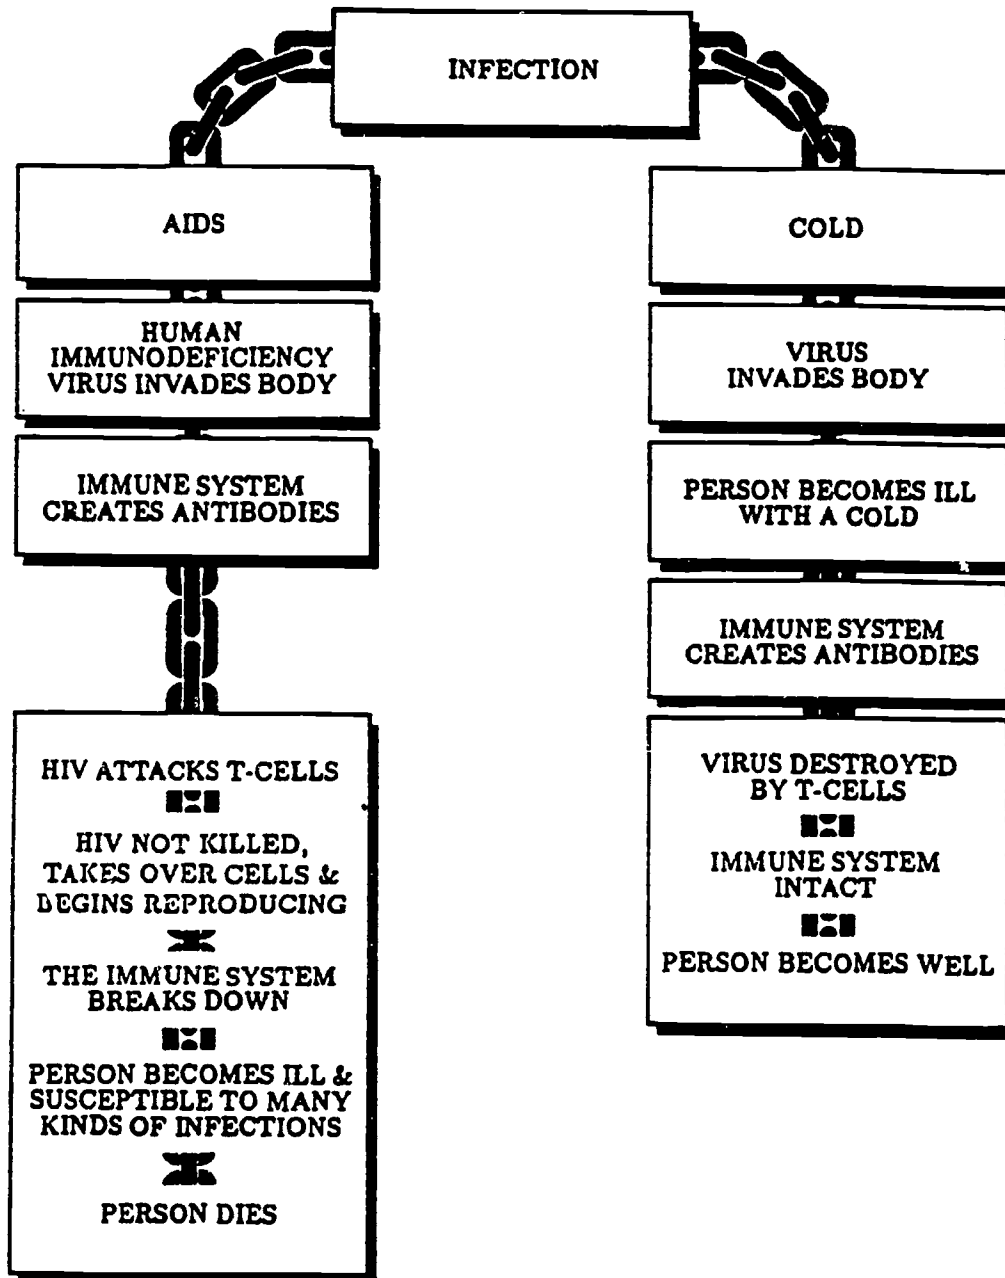 INFECTION
AIDS
HUMAN
IMMUNODEFICIENCY
VIRUS INVADES BODY
IMMUNE SYSTEM
CREATES ANTIBODIES
HIV ATTACKS T-CELLS
HIV NOT KILLED,
TAKES OVER CELLS &
BEGINS REPRODUCING
THE IMMUNE SYSTEM
BREAKS DOWN
PERSON BECOMES ILL &
SUSCEPTIBLE TO MANY
KINDS OF INFECTIONS
PERSON DIES
COLD
VIRUS
INVADES BODY
PERSON BECOMES ILL
WITH A COLD
IMMUNE SYSTEM
CREATES ANTIBODIES
VIRUS DESTROYED
BY T-CELLS
IMMUNE SYSTEM
INTACT
PERSON BECOMES WELL